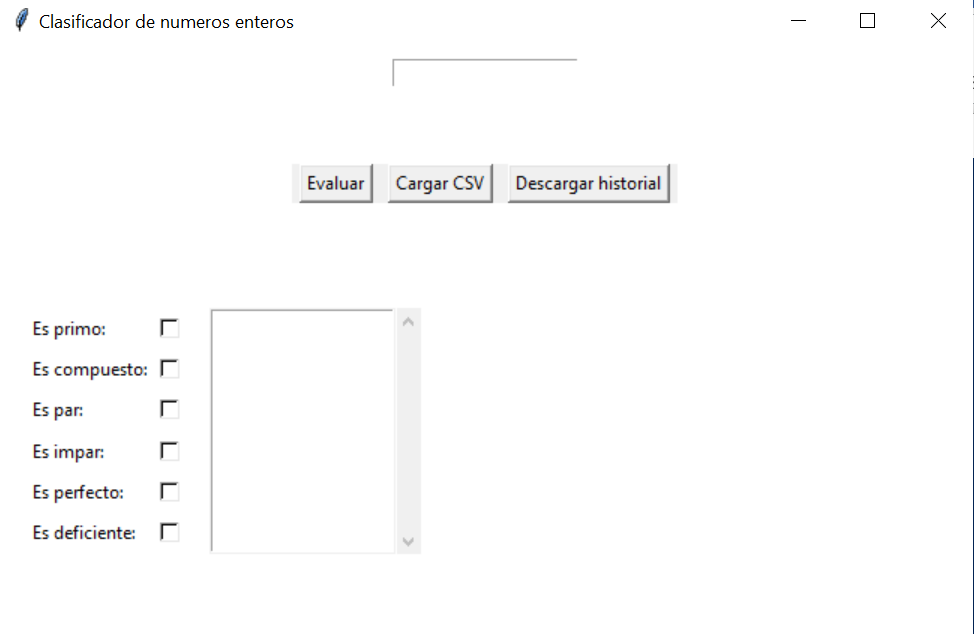 Clasificador de numeros enteros
Evaluar Cargar CSV Descargar historial
Es primo:
Es compuesto:
Es par:
Es impar:
Es perfecto:
Es deficiente: